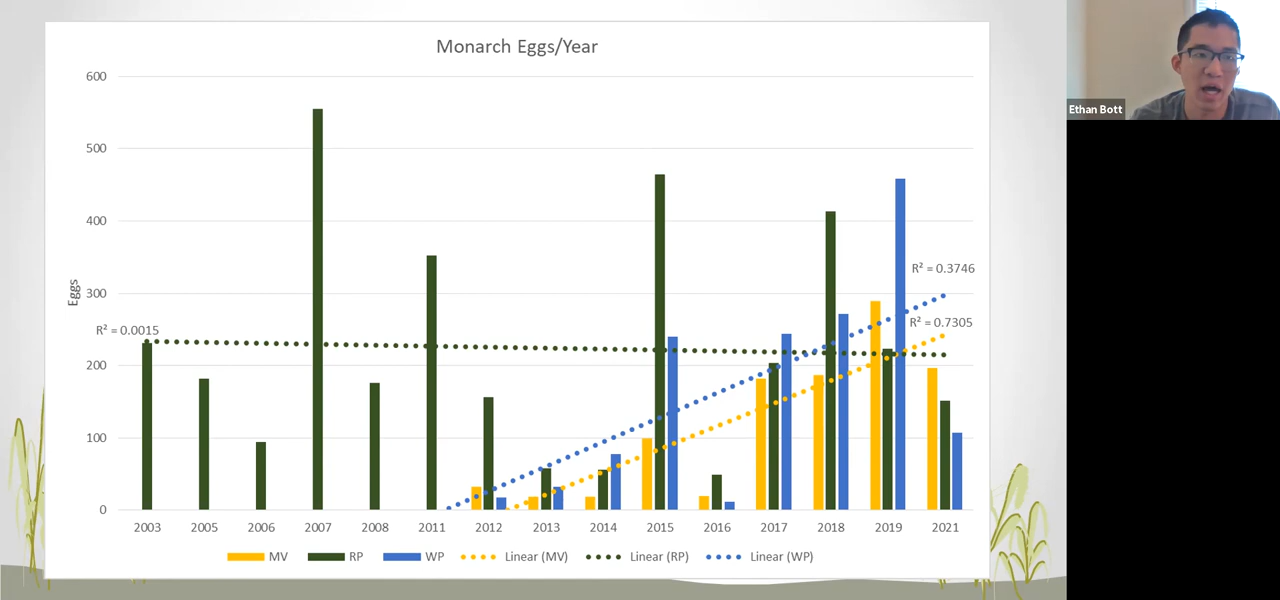 Monarch Eggs/Year
600
500
400
300
200
100
0
Eggs
R² = 0.0015
R² = 0.3746
R² = 0.7305
2003 2005 2006 2007 2008 2011 2012 2013 2014 2015 2016 2017 2018 2019 2021
MV RP WP Linear (MV) Linear (RP) Linear (WP)
Ethan Bott